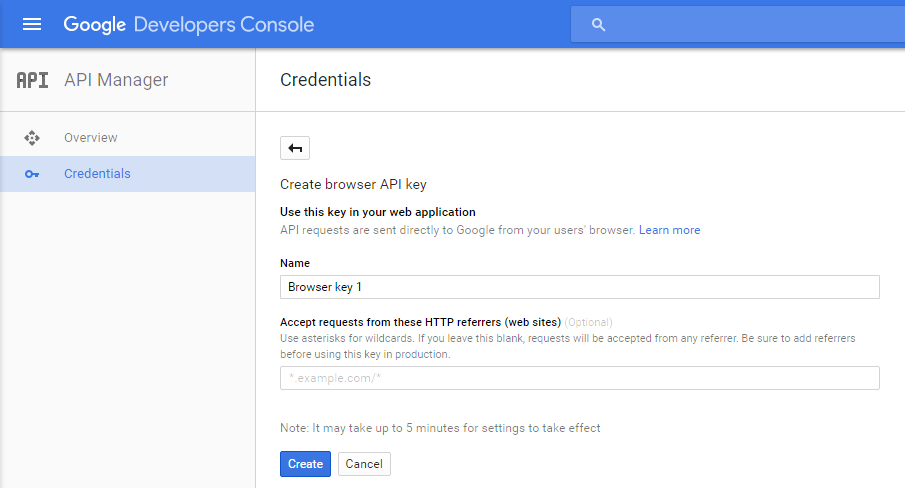 Google Developers Console
API API Manager
Credentials
Overview
Credentials
Create browser API key
Use this key in your web application
API requests are sent directly to Google from your users' browser. Learn more
Name
Browser key 1
Accept requests from these HTTP referrers (web sites) (Optional)
Use asterisks for wildcards. If you leave this blank, requests will be accepted from any referrer. Be sure to add referrers
before using this key in production.
*.example.com/*
Note: It may take up to 5 minutes for settings to take effect
Create Cancel